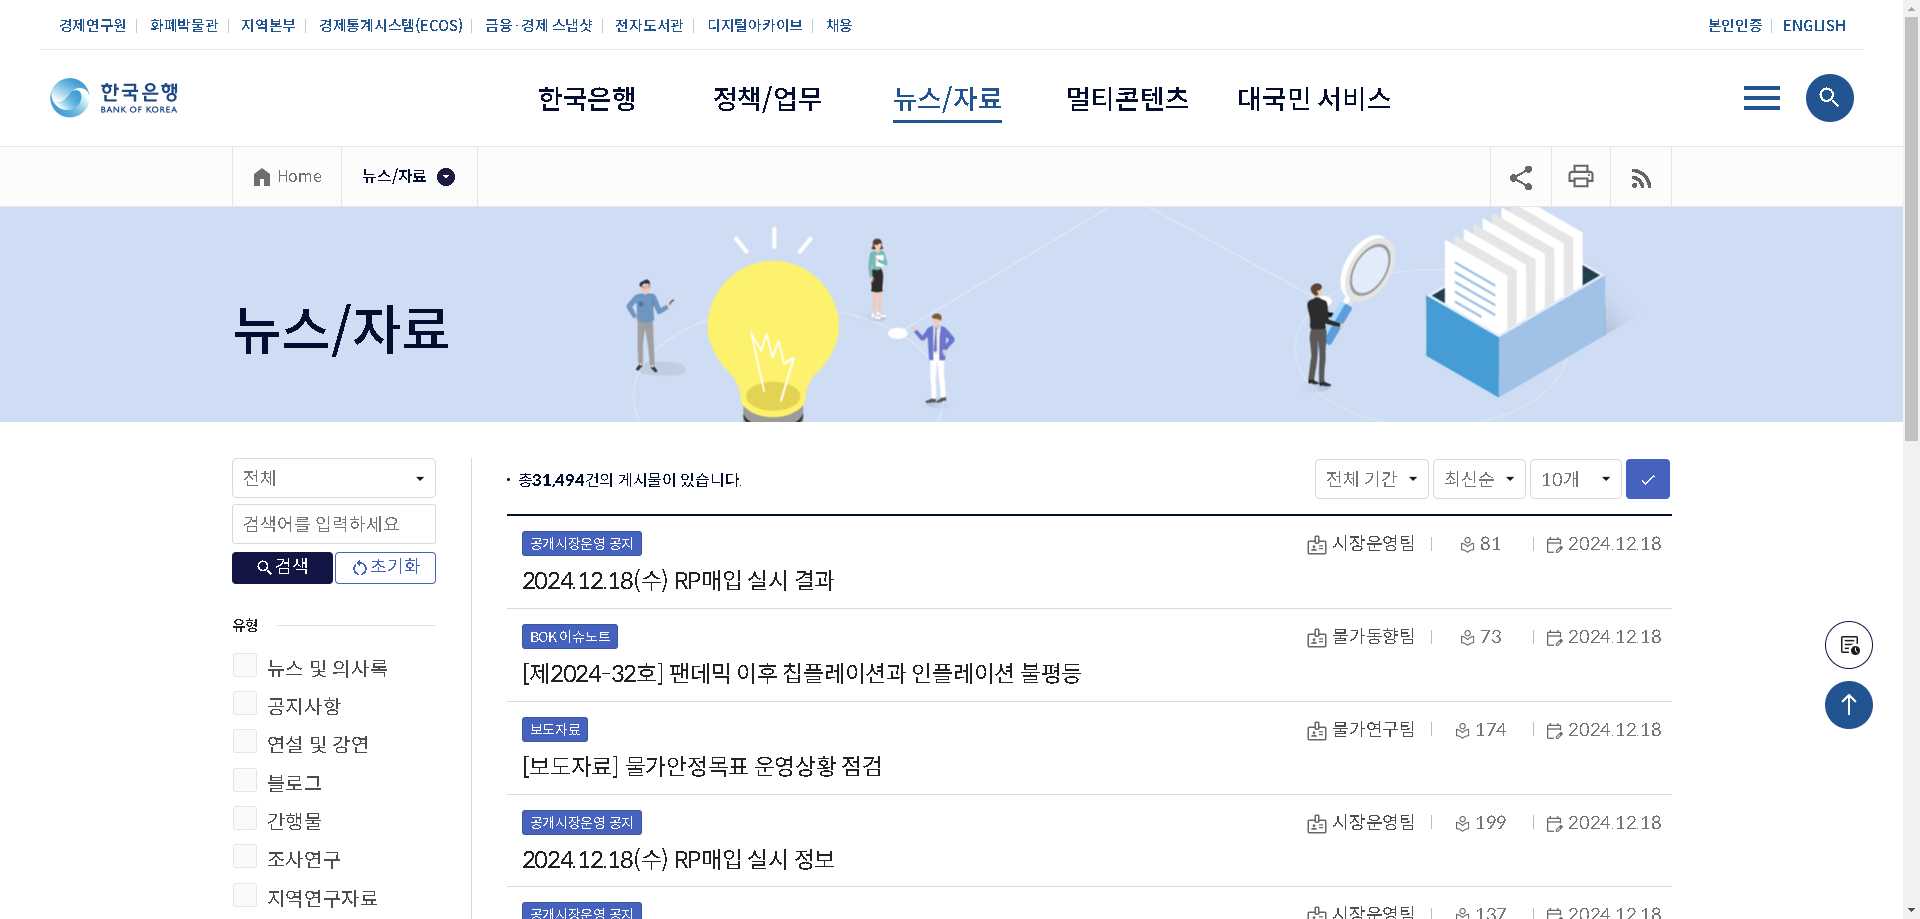 경제연구원 화폐박물관 지역본부 경제통계시스템(ECOS) 금융·경제 스냅샷 전자도서관 디지털아카이브 채용 본인인증 ENGLISH
한국은행
BANK OF KOREA
한국은행 정책/업무 뉴스/자료 멀티콘텐츠 대국민 서비스
Home 뉴스/자료
뉴스/자료
전체
검색어를 입력하세요
검색 초기화
유형
뉴스 및 의사록
공지사항
연설 및 강연
블로그
간행물
조사연구
지역연구자료
총31,494건의 게시물이 있습니다.
전체 기간 최신순 10개
공개시장운영 공지 시장운영팀 81 2024.12.18
2024.12.18(수) RP매입 실시 결과
BOK 이슈노트 물가동향팀 73 2024.12.18
[제2024-32호] 팬데믹 이후 칩플레이션과 인플레이션 불평등
보도자료 물가연구팀 174 2024.12.18
[보도자료] 물가안정목표 운영상황 점검
공개시장운영 공지 시장운영팀 199 2024.12.18
2024.12.18(수) RP매입 실시 정보
공개시장운영 공지 시장운영팀 137 2024.12.18